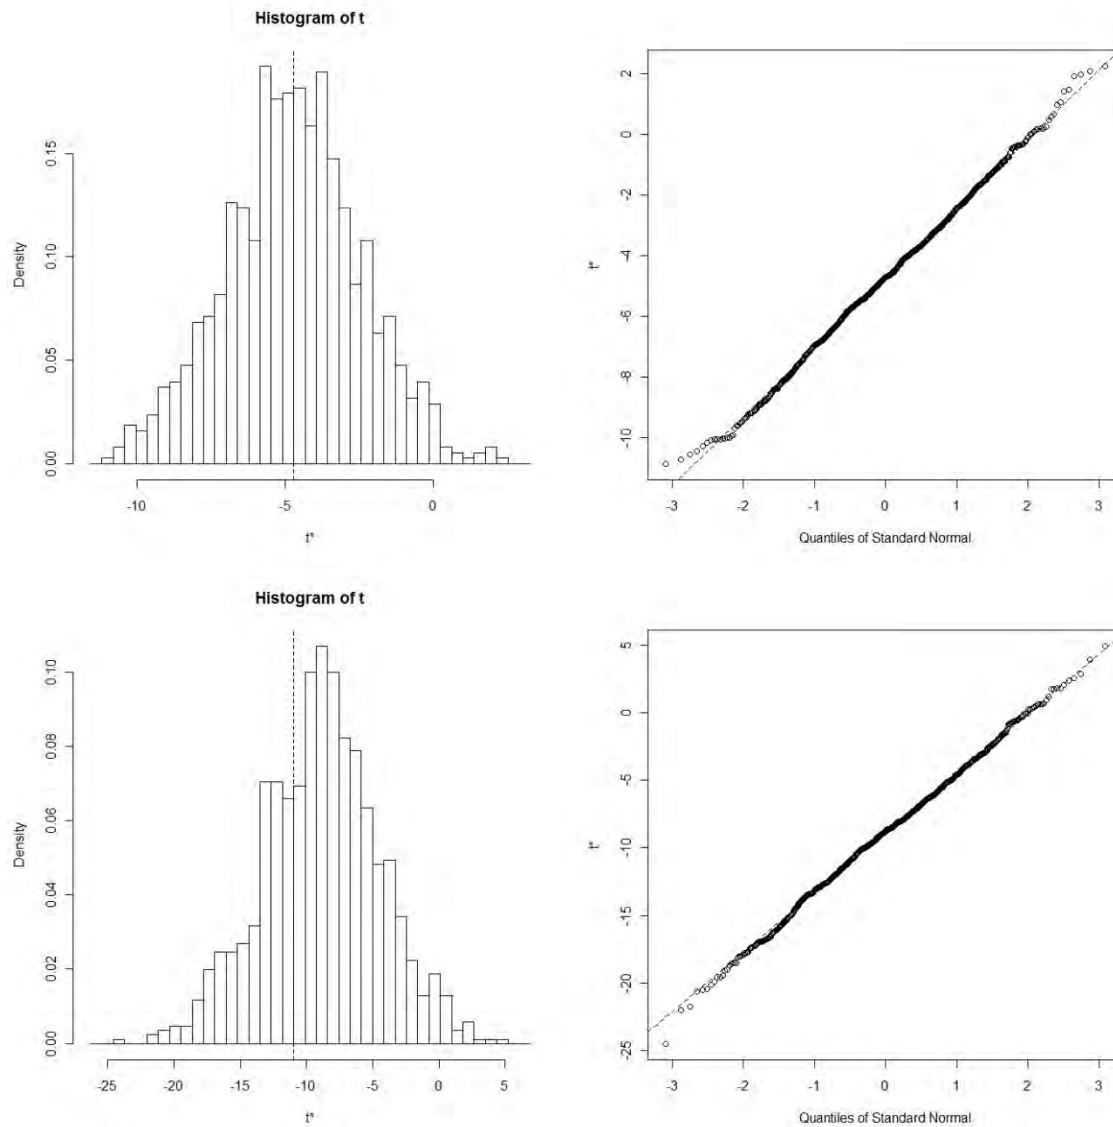 Histogram of t
Density
0.00 0.05 0.10 0.15
-10 -5 0
t*
t*
-10 -8 -6 -4 -2 0 2
-3 -2 -1 0 1 2 3
Quantiles of Standard Normal
Histogram of t
Density
0.00 0.02 0.04 0.06 0.08 0.10
-25 -20 -15 -10 -5 0 5
t*
t*
-25 -20 -15 -10 -5 0 5
-3 -2 -1 0 1 2 3
Quantiles of Standard Normal